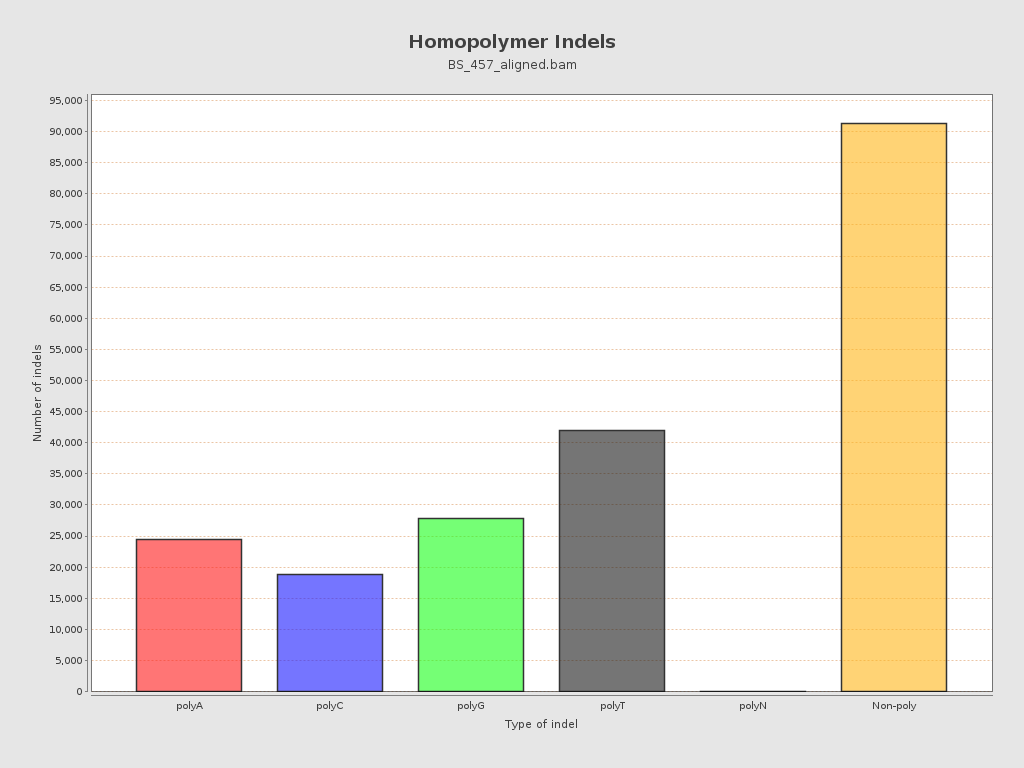 Homopolymer Indels
BS_457_aligned.bam
95,000
90,000
85,000
80,000
75,000
70,000
65,000
60,000
55,000
50,000
45,000
40,000
35,000
30,000
25,000
20,000
15,000
10,000
5,000
0
Number of indels
polyA
polyC
polyG
polyT
polyN
Non-poly
Type of indel